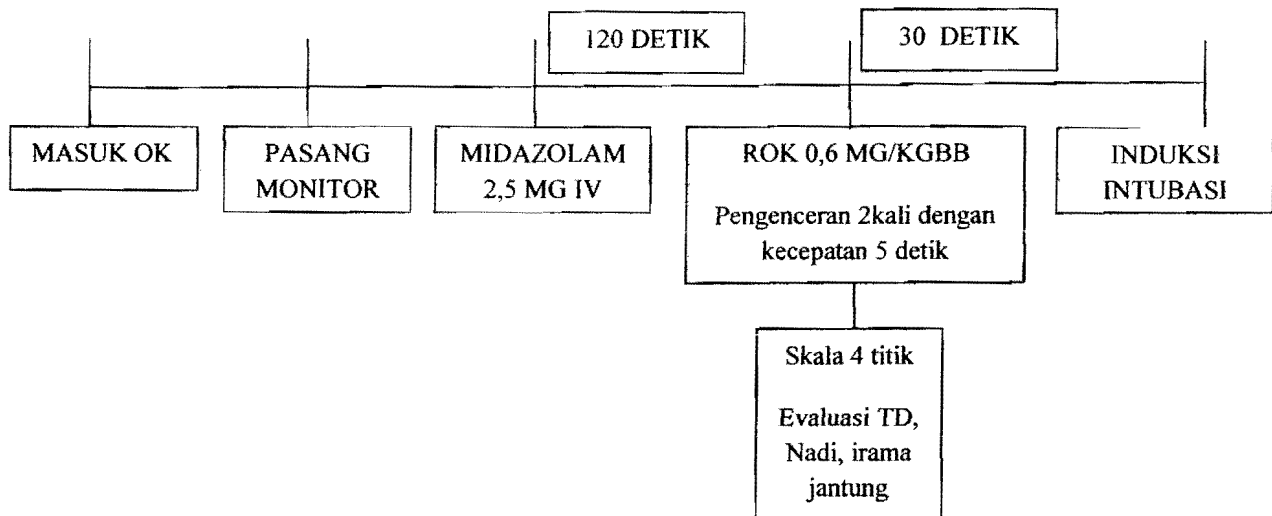 120 DETIK
30 DETIK
MASUK OK
PASANG
MONITOR
MIDAZOLAM
2,5 MG IV
ROK 0,6 MG/KGBB
Pengenceran 2kali dengan
kecepatan 5 detik
INDUKSI
INTUBASI
Skala 4 titik
Evaluasi TD,
Nadi, irama
jantung